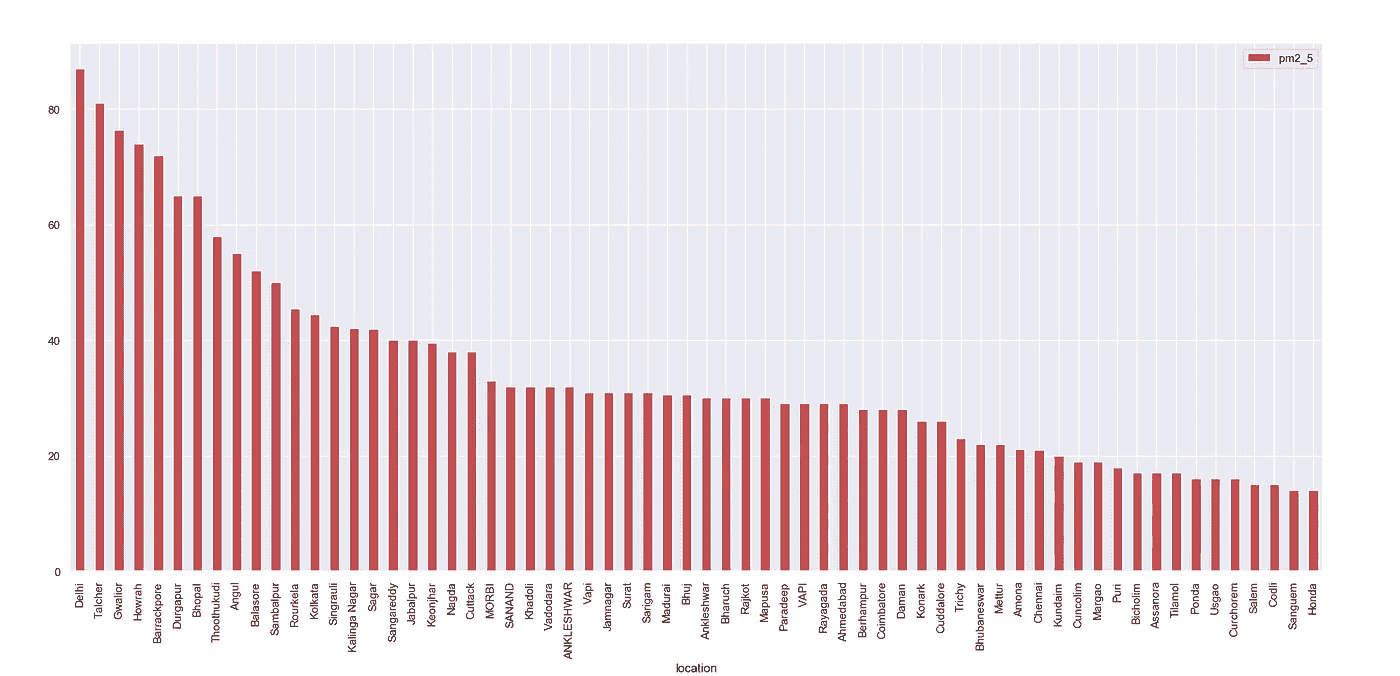 pm2_5
80
60
40
20
0
Delhi
Talcher
Gwalior
Howrah
Barrackpore
Durgapur
Bhopal
Thoothukudi
Angul
Balasore
Sambalpur
Rourkela
Kolkata
Singrauli
Kalinga Nagar
Sagar
Sangareddy
Jabalpur
Keonjhar
Nagda
Cuttack
MORBI
SANAND
Khadoli
Vadodara
ANKLESHWAR
Vapi
Jamnagar
Surat
Sarigam
Madurai
Bhuj
Ankleshwar
Bharuch
Rajkot
Mapusa
Paradeep
VAPI
Rayagada
Ahmedabad
Berhampur
Coimbatore
Daman
Konark
Cuddalore
Trichy
Bhubaneswar
Mettur
Amona
Chennai
Kundaim
Cuncolim
Margao
Puri
Bicholim
Assanora
Tilamol
Ponda
Usgao
Curchorem
Salem
Codli
Sanguem
Honda
location